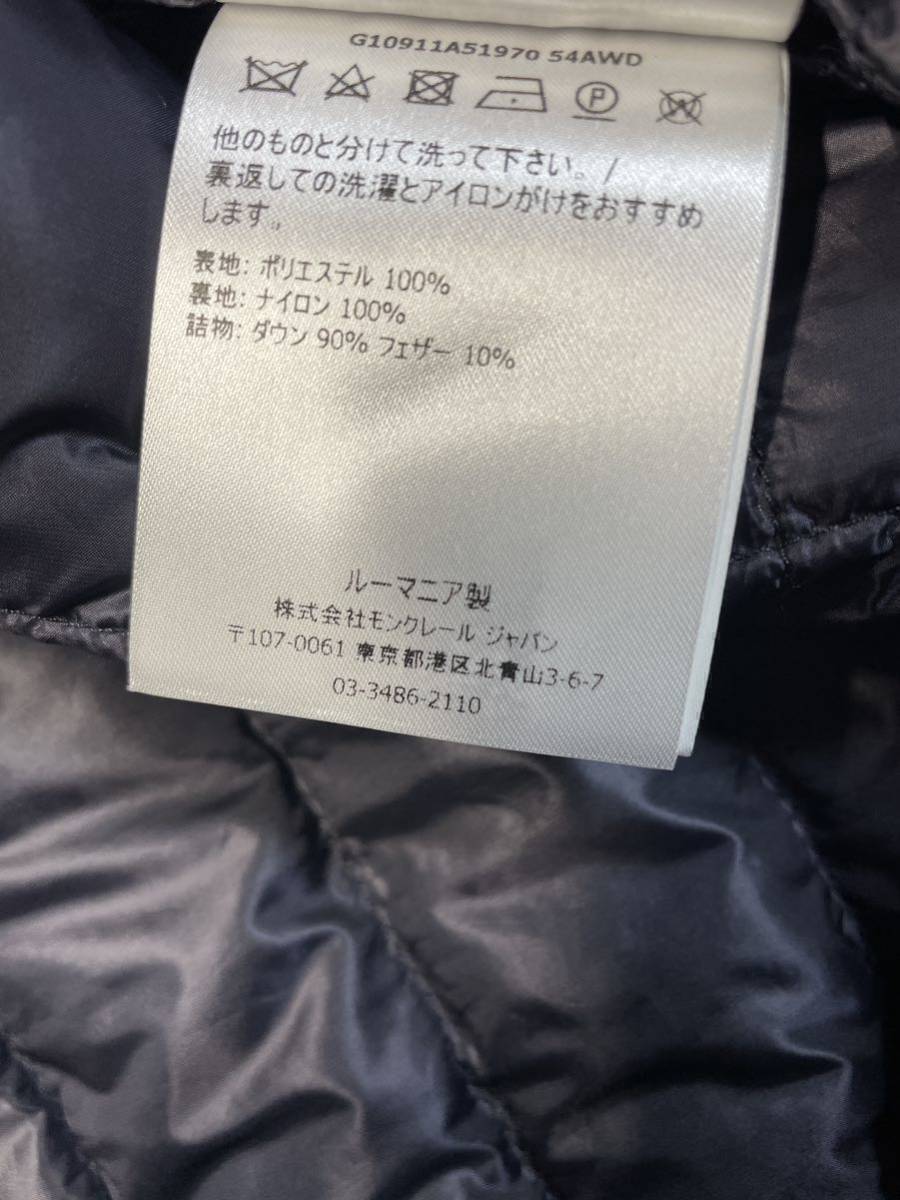 G10911A51970 54AWD
P W
他のものと分けて洗って下さい。/
裏返しての洗濯とアイロンがけをおすすめ
します。
表地: ポリエステル 100%
裏地: ナイロン 100%
詰物: ダウン 90% フェザー 10%
ルーマニア製
株式会社モンクレール ジャパン
〒107-0061 東京都港区北青山3-6-7
03-3486-2110